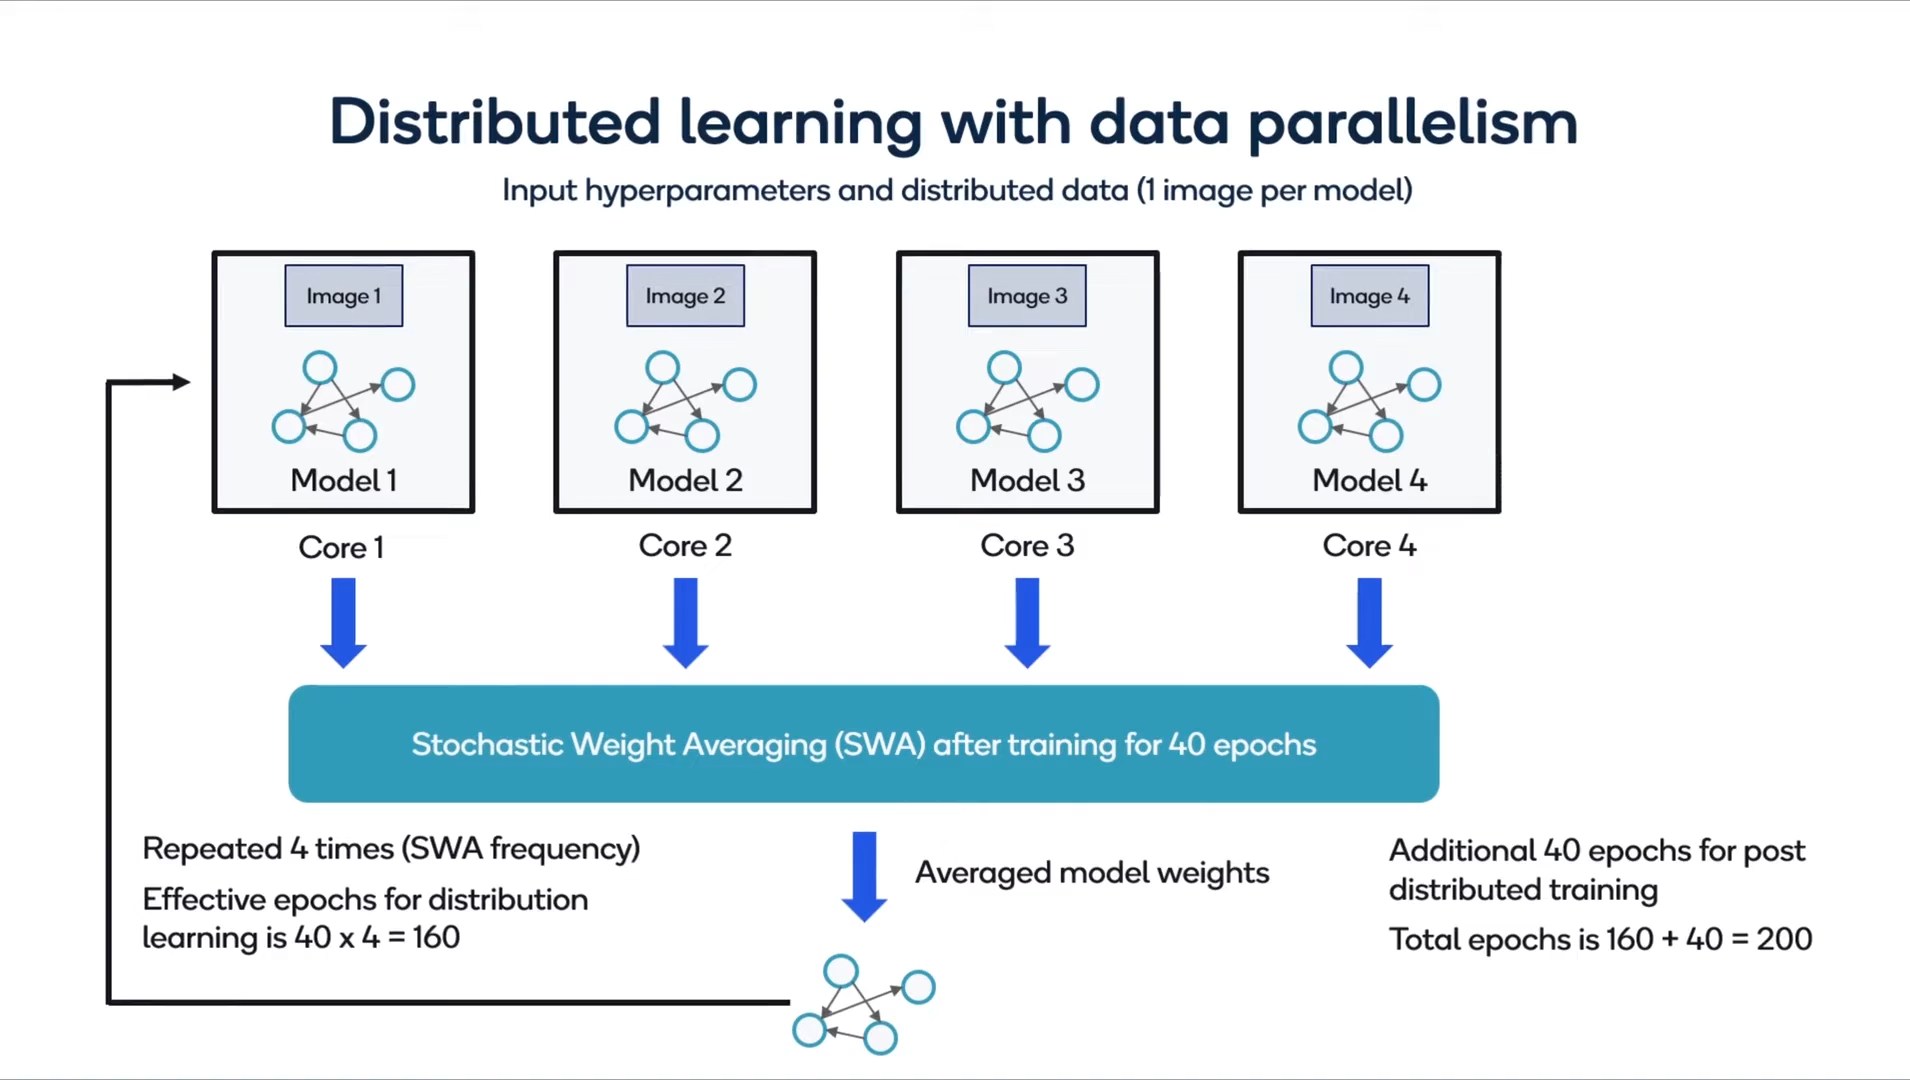 Distributed learning with data parallelism
Input hyperparameters and distributed data (1 image per model)
Image 1
Model 1
Core 1
Image 2
Model 2
Core 2
Image 3
Model 3
Core 3
Image 4
Model 4
Core 4
Stochastic Weight Averaging (SWA) after training for 40 epochs
Repeated 4 times (SWA frequency)
Effective epochs for distribution
learning is 40 x 4 = 160
Averaged model weights
Additional 40 epochs for post
distributed training
Total epochs is 160 + 40 = 200